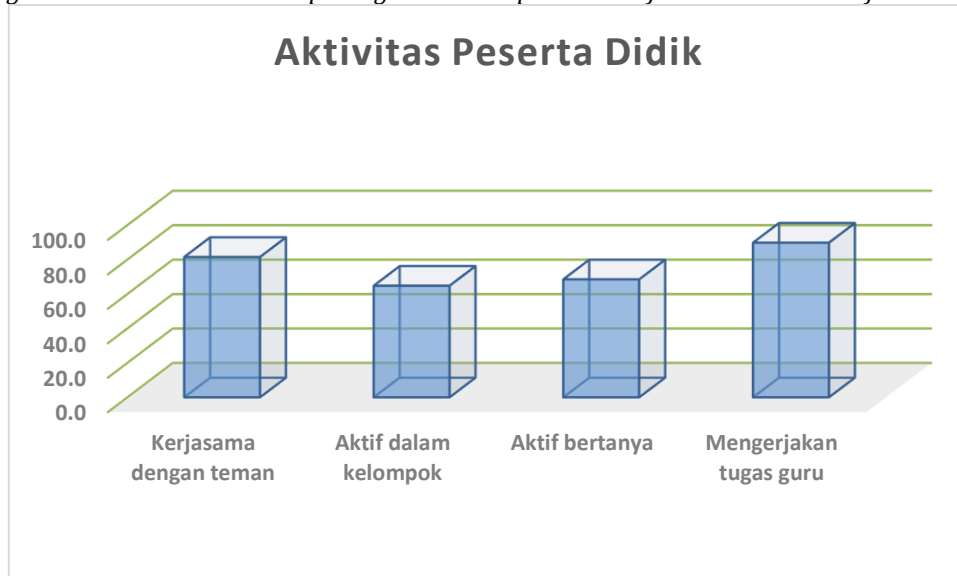 Aktivitas Peserta Didik
100.0
80.0
60.0
40.0
20.0
0.0
Kerjasama dengan teman
Aktif dalam kelompok
Aktif bertanya
Mengerjakan tugas guru